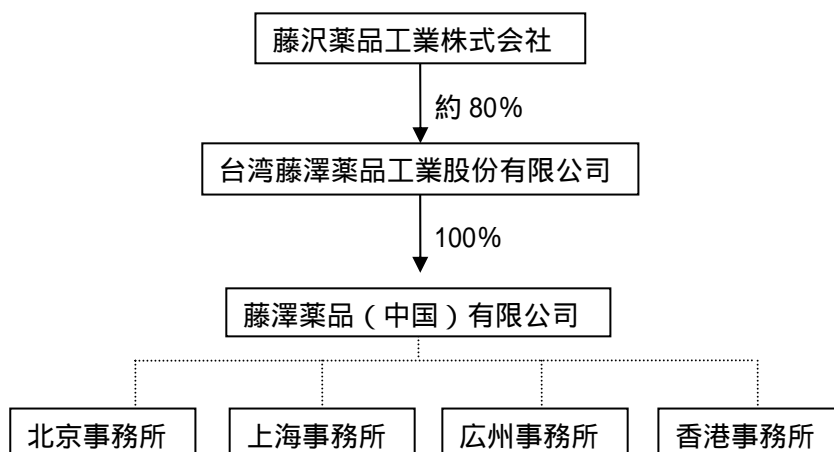 藤沢薬品工業株式会社
約 80%
台湾藤澤薬品工業股份有限公司
100%
藤澤薬品（中国）有限公司
北京事務所
上海事務所
広州事務所
香港事務所